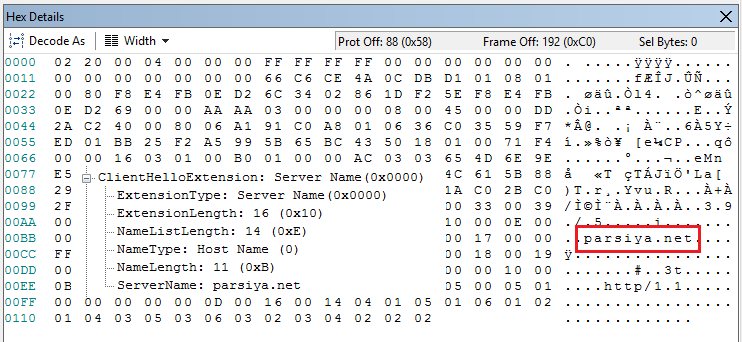 Hex Details
Decode As Width Prot Off: 88 (0x58) Frame Off: 192 (0xC0) Sel Bytes: 0
0000 02 20 00 04 00 00 00 FF FF FF FF 00 00 00 00 00 00 . ......ÿÿÿÿ......
0011 00 00 00 00 00 00 00 66 C6 CE 4A 0C DB D1 01 08 01 .......fÆÎJ.ÛÑ...
0022 00 80 F8 E4 FB 0E D2 6C 34 02 86 1D F2 5E F8 E4 FB .øäû.Òl4. .ò^øäû
0033 0E D2 69 00 00 AA AA 03 00 00 00 08 00 45 00 00 DD .Òi..ªª......E..Ý
0044 2A C2 40 00 80 06 A1 91 C0 A8 01 06 36 C0 35 59 F7 *Â@. .¡ À¨..6À5Y÷
0055 ED 01 BB 25 F2 A5 99 5B 65 BC 43 50 18 01 00 71 F4 í.»%ò¥ [e¼CP...qô
0066 00 00 16 03 01 00 B0 01 00 00 AC 03 03 65 4D 6E 9E ......°...¬..eMn
0077 E5 4C 61 5B 88
0088 29 1A C0 2B C0
0099 2F 00 33 00 39
00AA 00 10 00 0E 00
00BB 00 00 17 00 00 ..parsiya.net....
00CC FF 00 18 00 19 ÿ
00DD 00 00 10 00 00
00EE 0B 05 00 05 01 ....http/1.1.....
ClientHelloExtension: Server Name(0x0000)
ExtensionType: Server Name(0x0000)
ExtensionLength: 16 (0x10)
NameListLength: 14 (0xE)
NameType: Host Name (0)
NameLength: 11 (0xB)
ServerName: parsiya.net
00FF 00 00 00 00 00 0D 00 16 00 14 04 01 05 01 06 01 02 .................
0110 01 04 03 05 03 06 03 02 03 04 02 02 02 .............